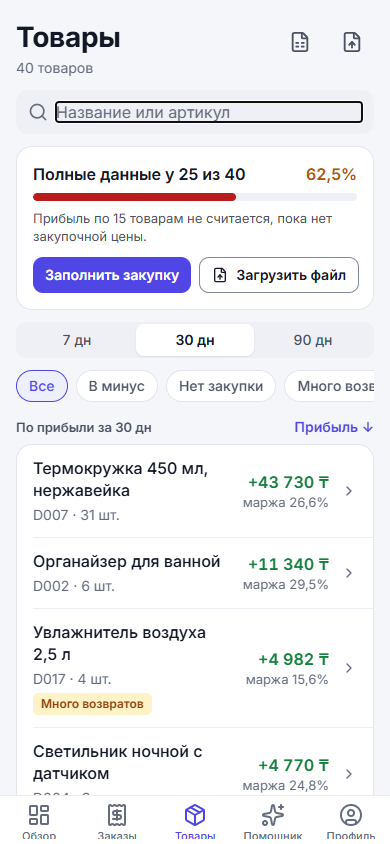 Товары
40 товаров
Название или артикул
Полные данные у 25 из 40
62,5%
Прибыль по 15 товарам не считается, пока нет
закупочной цены.
Заполнить закупку
Загрузить файл
7 дн
30 дн
90 дн
Все
В минус
Нет закупки
Много возв
По прибыли за 30 дн
Прибыль ↓
Термокружка 450 мл,
нержавейка
D007 · 31 шт.
+43 730 ₸
маржа 26,6%
Органайзер для ванной
D002 · 6 шт.
+11 340 ₸
маржа 29,5%
Увлажнитель воздуха
2,5 л
D017 · 4 шт.
Много возвратов
+4 982 ₸
маржа 15,6%
Светильник ночной с
датчиком
+4 770 ₸
маржа 24,8%
Обзор
Заказы
Товары
Помощник
Профиль